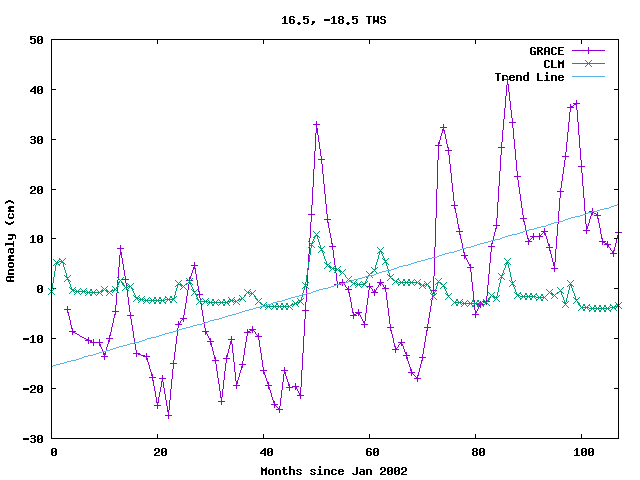 16.5, -18.5 TWS
GRACE
CLM
Trend Line
50
40
30
20
10
0
-10
-20
-30
Anomaly (cm)
0 20 40 60 80 100
Months since Jan 2002